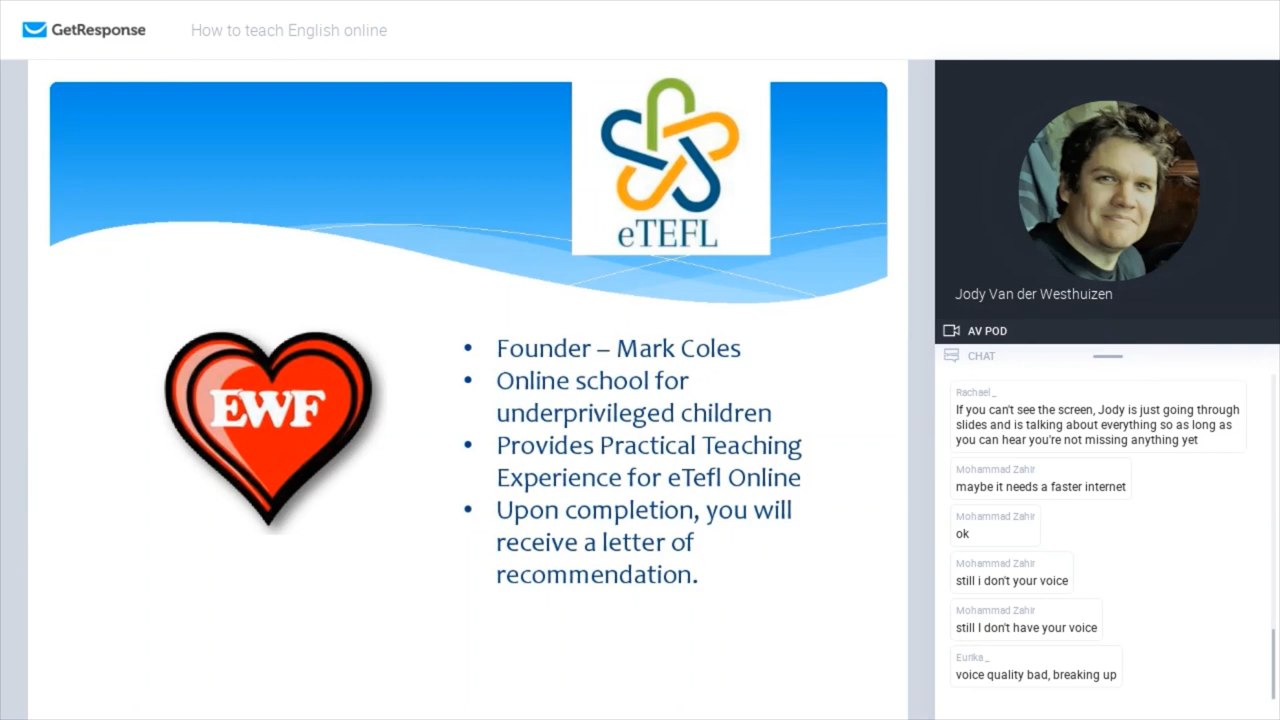 GetResponse
How to teach English online
eTEFL
EWF
• Founder – Mark Coles
• Online school for
underprivileged children
• Provides Practical Teaching
Experience for eTefl Online
• Upon completion, you will
receive a letter of
recommendation.
Jody Van der Westhuizen
AV POD
CHAT
Rachael_
If you can't see the screen, Jody is just going through
slides and is talking about everything so as long as
you can hear you're not missing anything yet
Mohammad Zahir
maybe it needs a faster internet
Mohammad Zahir
ok
Mohammad Zahir
still i don't your voice
Mohammad Zahir
still I don't have your voice
Eurika_
voice quality bad, breaking up